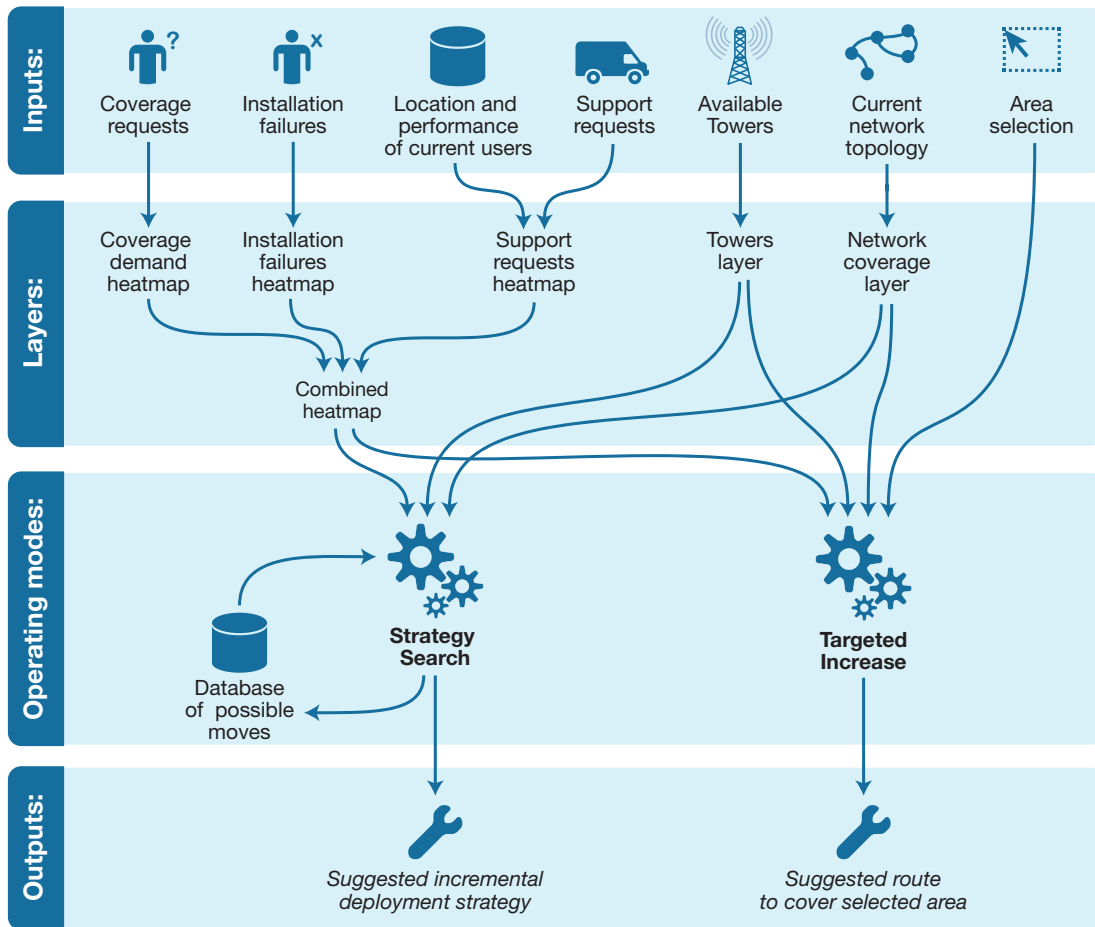 Inputs:
?
x
Coverage
requests
Installation
failures
Location and
performance
of current users
Support
requests
Available
Towers
Current
network
topology
Area
selection
Layers:
Coverage
demand
heatmap
Installation
failures
heatmap
Support
requests
heatmap
Towers
layer
Network
coverage
layer
Combined
heatmap
Operating modes:
Strategy
Search
Targeted
Increase
Database
of possible
moves
Outputs:
Suggested incremental
deployment strategy
Suggested route
to cover selected area